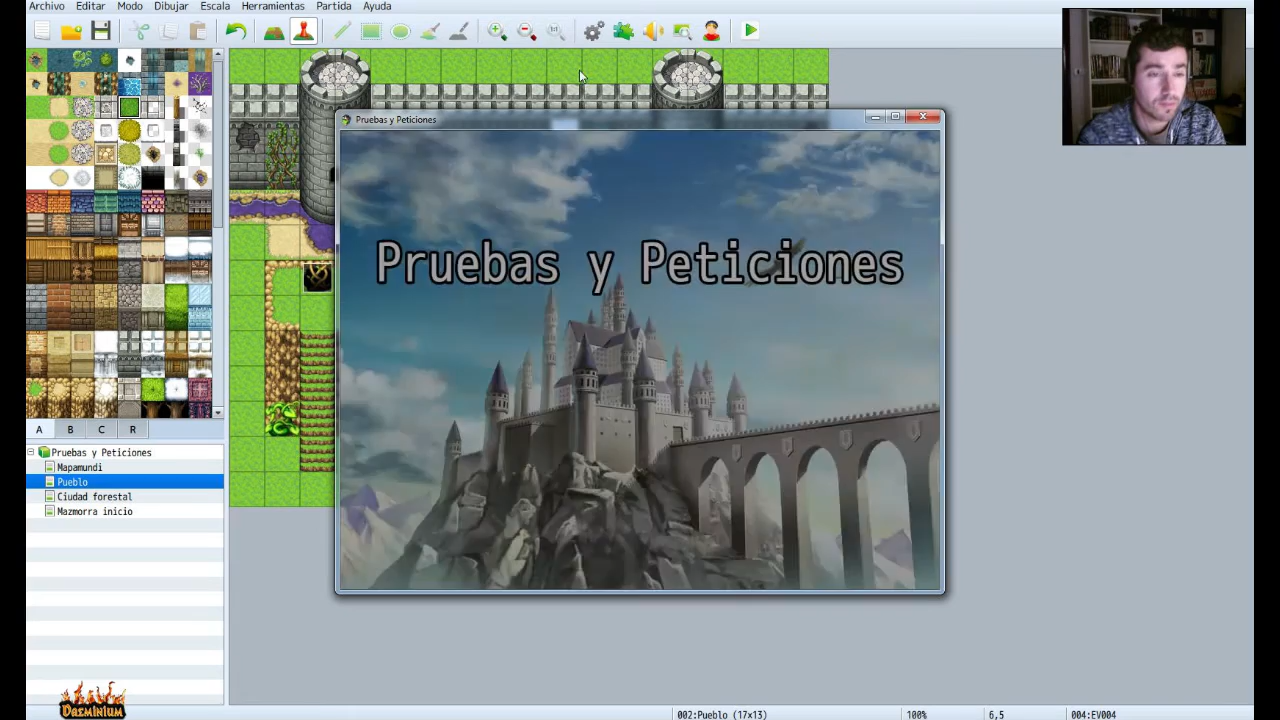 Archivo Editar Modo Dibujar Escala Herramientas Partida Ayuda
Pruebas y Peticiones
Pruebas y Peticiones
A B C R
Pruebas y Peticiones
Mapamundi
Pueblo
Ciudad forestal
Mazmorra inicio
DAEMINIUM
002:Pueblo (17x13) 100% 6,5 004:EV004